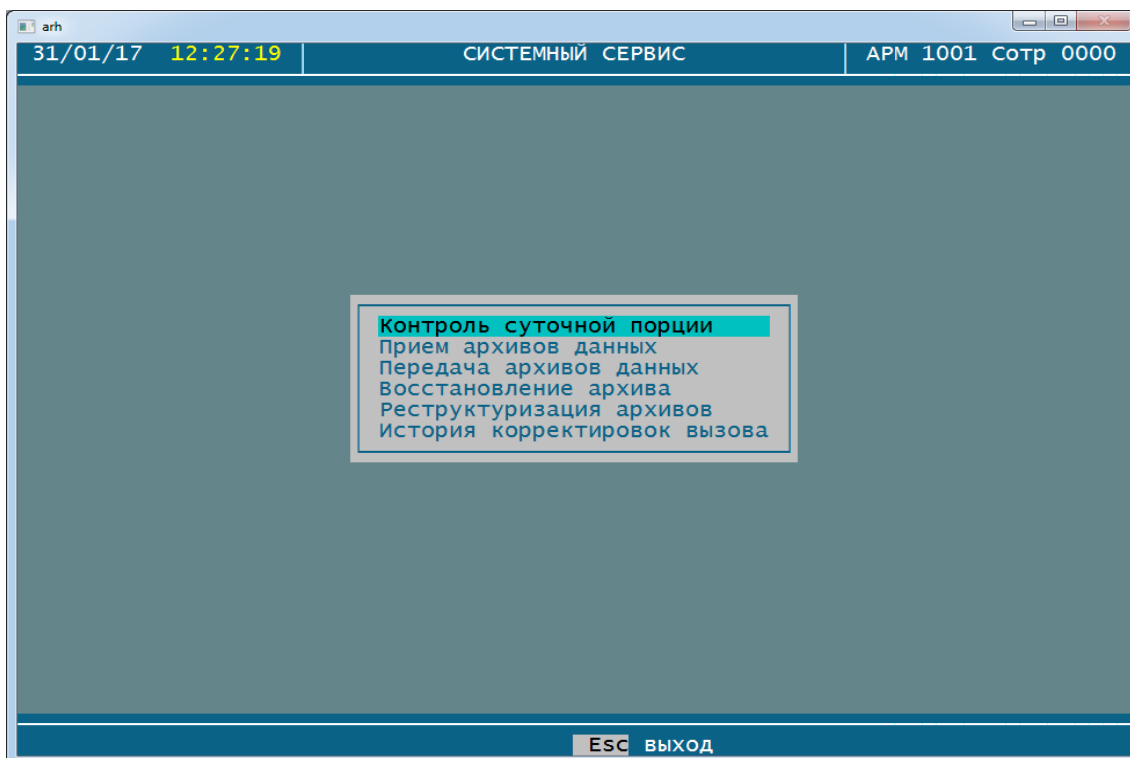 arh
31/01/17 12:27:19 СИСТЕМНЫЙ СЕРВИС АРМ 1001 Сотр 0000
Контроль суточной порции
Прием архивов данных
Передача архивов данных
Восстановление архива
Реструктуризация архивов
История корректировок вызова
Esc выход